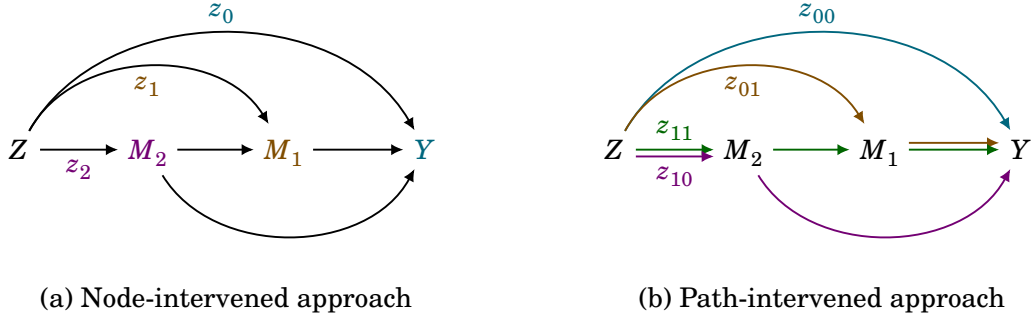 z₀
z₁
Z
z₂
M₂
M₁
Y
(a) Node-intervened approach
z₀₀
z₀₁
Z
z₁₁
z₁₀
M₂
M₁
Y
(b) Path-intervened approach